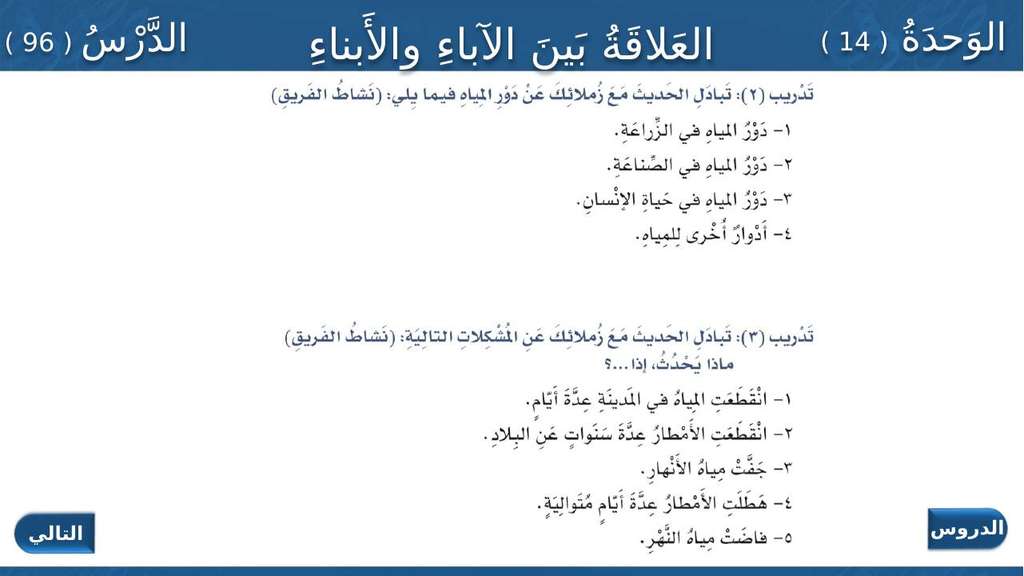 الوَحدَةُ ( 14 )
العَلاقَةُ بَينَ الآباءِ والأَبناءِ
الدَّرْسُ ( 96 )
تَدْريب (٢): تَبادَلِ الحَديثَ مَعَ زُملائِكَ عَنْ دَوْرِ المِياهِ فيما يلي: (نَشاطُ الفَريقِ)
١- دَوْرُ المياهِ في الزِّراعَةِ.
٢- دَوْرُ المياهِ في الصِّناعَةِ.
٣- دَوْرُ المياهِ في حَياةِ الإنْسانِ.
٤- أَدْوارٌ أُخْرى لِلمِياهِ.
تَدْريب (٣): تَبادَلِ الحَديثَ مَعَ زُملائِكَ عَنِ المُشْكِلاتِ التالِيَةِ: (نَشاطُ الفَريقِ)
ماذا يَحْدُثُ، إذا...؟
١- انْقَطَعَتِ المِياهُ في المَدينَةِ عِدَّةَ أَيّامٍ.
٢- انْقَطَعَتِ الأَمْطارُ عِدَّةَ سَنَواتٍ عَنِ البِلادِ.
٣- جَفَّتْ مِياهُ الأَنْهارِ.
٤- هَطَلَتِ الأَمْطارُ عِدَّةَ أَيّامٍ مُتَوالِيَةٍ.
٥- فاضَتْ مِياهُ النَّهْرِ.
الدروس
التالي